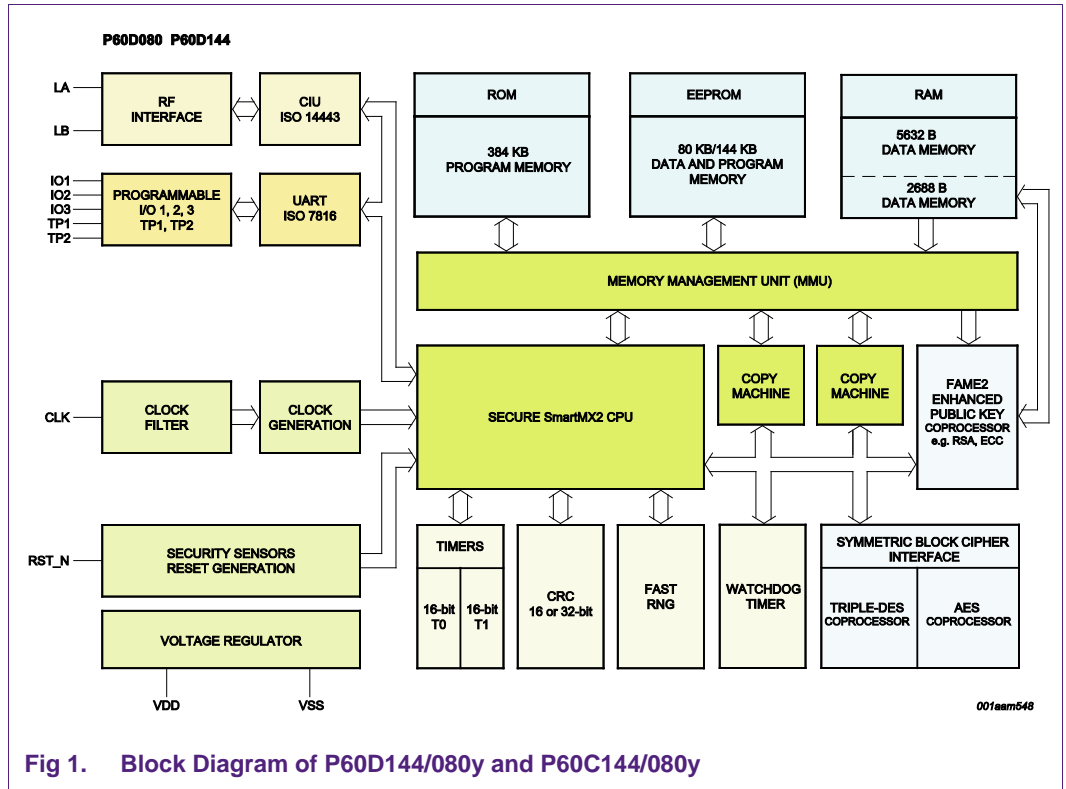 P60D080 P60D144
LA
LB
RF
INTERFACE
CIU
ISO 14443
IO1
IO2
IO3
TP1
TP2
PROGRAMMABLE
I/O 1, 2, 3
TP1, TP2
UART
ISO 7816
ROM
384 KB
PROGRAM MEMORY
EEPROM
80 KB/144 KB
DATA AND PROGRAM
MEMORY
RAM
5632 B
DATA MEMORY
2688 B
DATA MEMORY
MEMORY MANAGEMENT UNIT (MMU)
CLK
CLOCK
FILTER
CLOCK
GENERATION
SECURE SmartMX2 CPU
COPY
MACHINE
COPY
MACHINE
FAME2
ENHANCED
PUBLIC KEY
COPROCESSOR
e.g. RSA, ECC
RST_N
SECURITY SENSORS
RESET GENERATION
VOLTAGE REGULATOR
VDD
VSS
TIMERS
16-bit
T0
16-bit
T1
CRC
16 or 32-bit
FAST
RNG
WATCHDOG
TIMER
SYMMETRIC BLOCK CIPHER
INTERFACE
TRIPLE-DES
COPROCESSOR
AES
COPROCESSOR
001aam548
Fig 1. Block Diagram of P60D144/080y and P60C144/080y